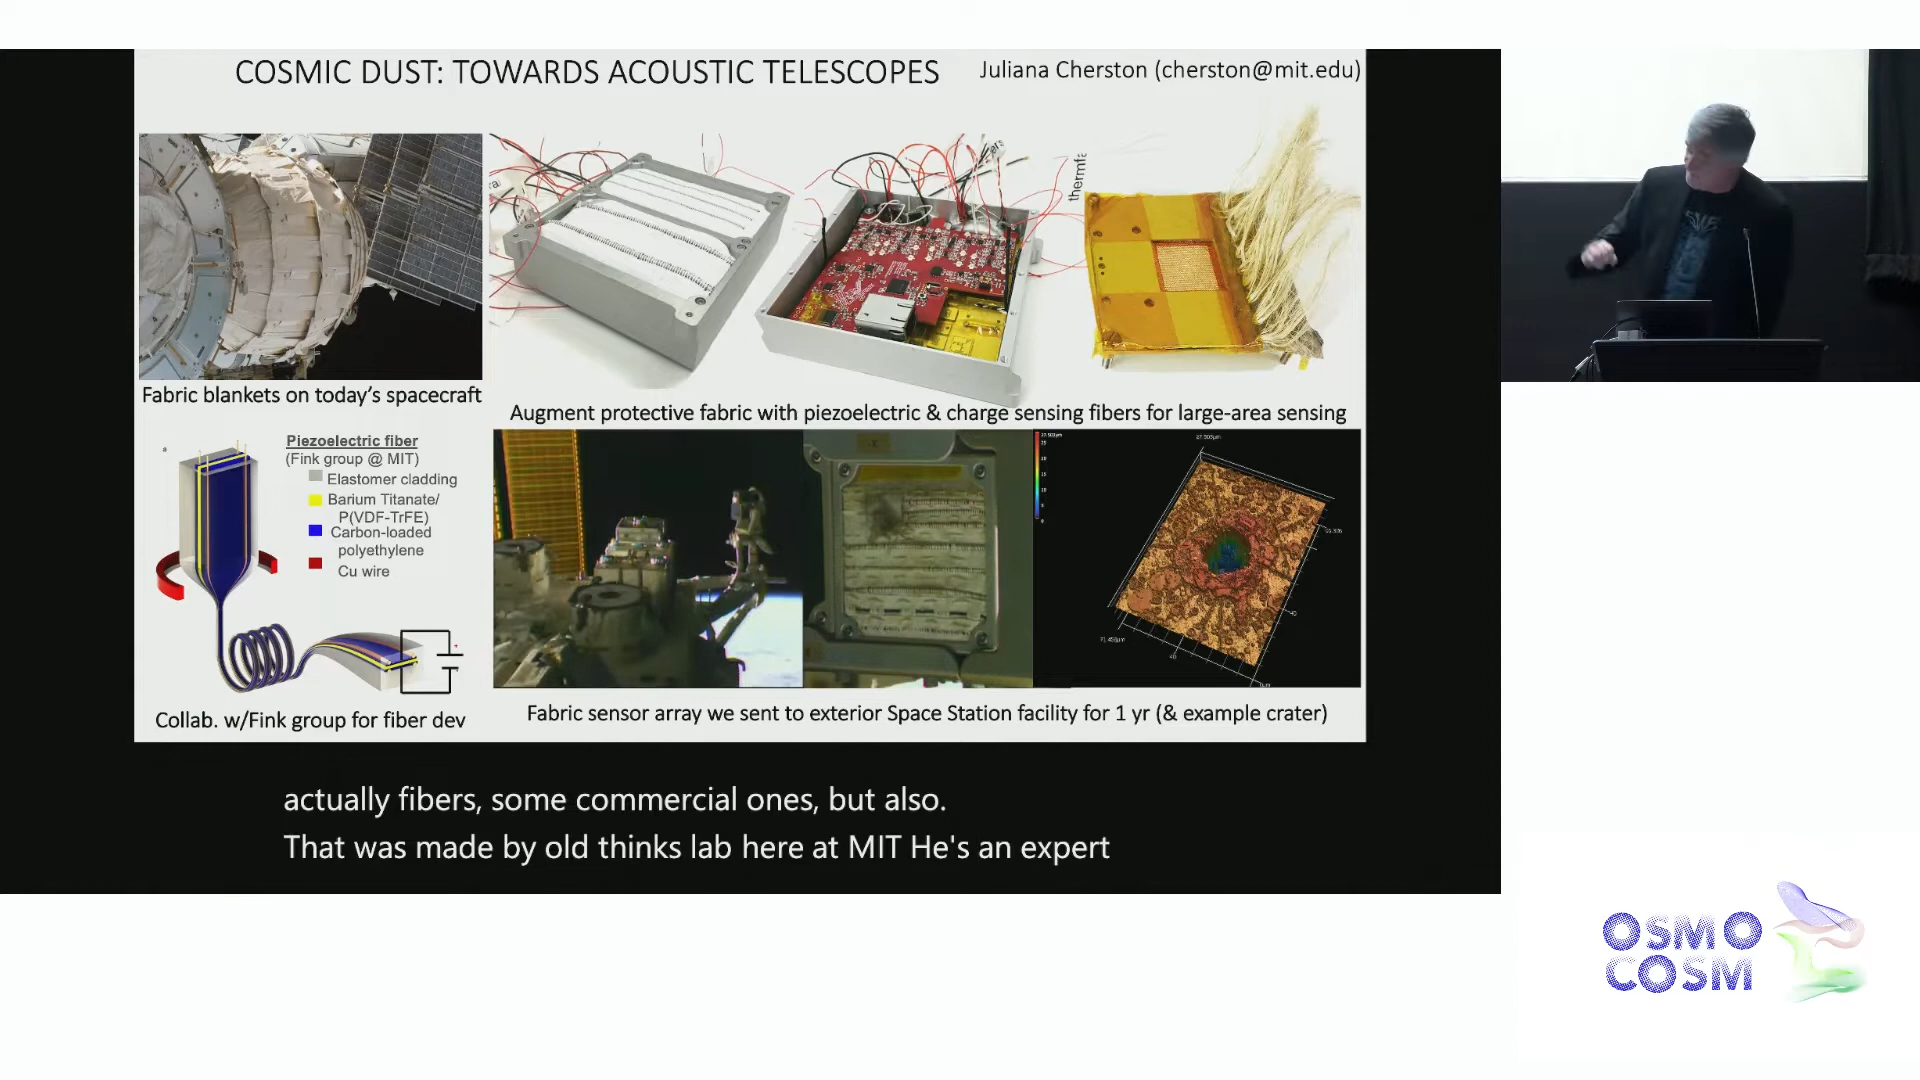 COSMIC DUST: TOWARDS ACOUSTIC TELESCOPES
Juliana Cherston (cherston@mit.edu)
thermfa
Fabric blankets on today's spacecraft
Augment protective fabric with piezoelectric & charge sensing fibers for large-area sensing
Piezoelectric fiber
(Fink group @ MIT)
Elastomer cladding
Barium Titanate/
P(VDF-TrFE)
Carbon-loaded
polyethylene
Cu wire
Collab. w/Fink group for fiber dev
Fabric sensor array we sent to exterior Space Station facility for 1 yr (& example crater)
actually fibers, some commercial ones, but also.
That was made by old thinks lab here at MIT He's an expert
OSMO
COSM